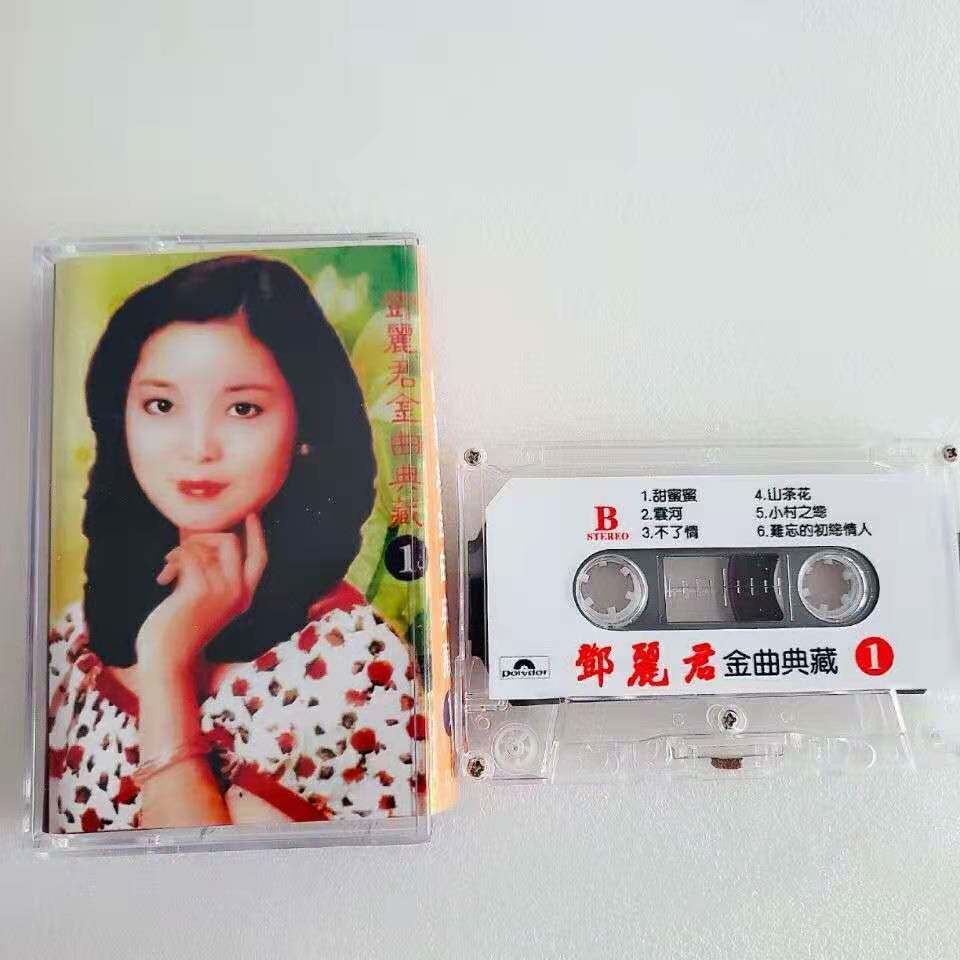 鄧麗君金曲典藏
1
B
STEREO
1.甜蜜蜜
2.雲河
3.不了情
4.山茶花
5.小村之戀
6.難忘的初戀情人
polydor
鄧麗君 金曲典藏 1